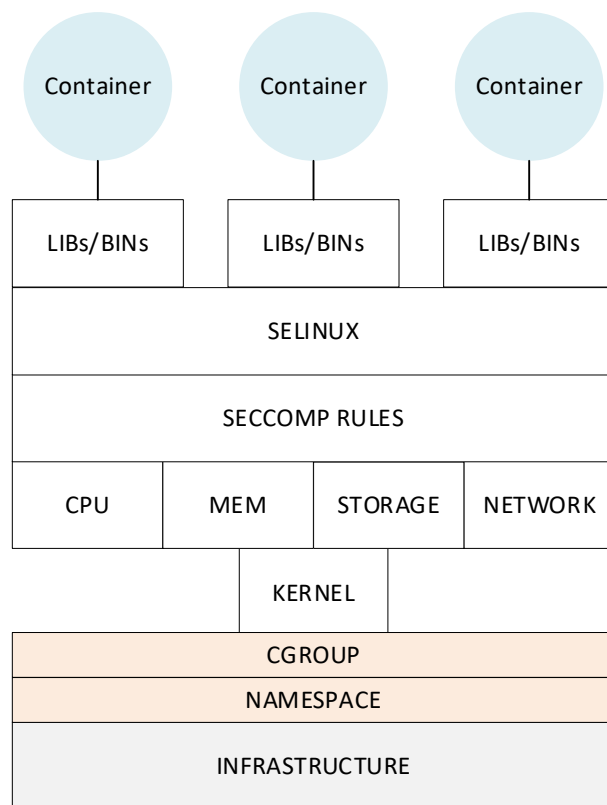 Container Container Container
LIBs/BINs LIBs/BINs LIBs/BINs
SELINUX
SECCOMP RULES
CPU MEM STORAGE NETWORK
KERNEL
CGROUP
NAMESPACE
INFRASTRUCTURE